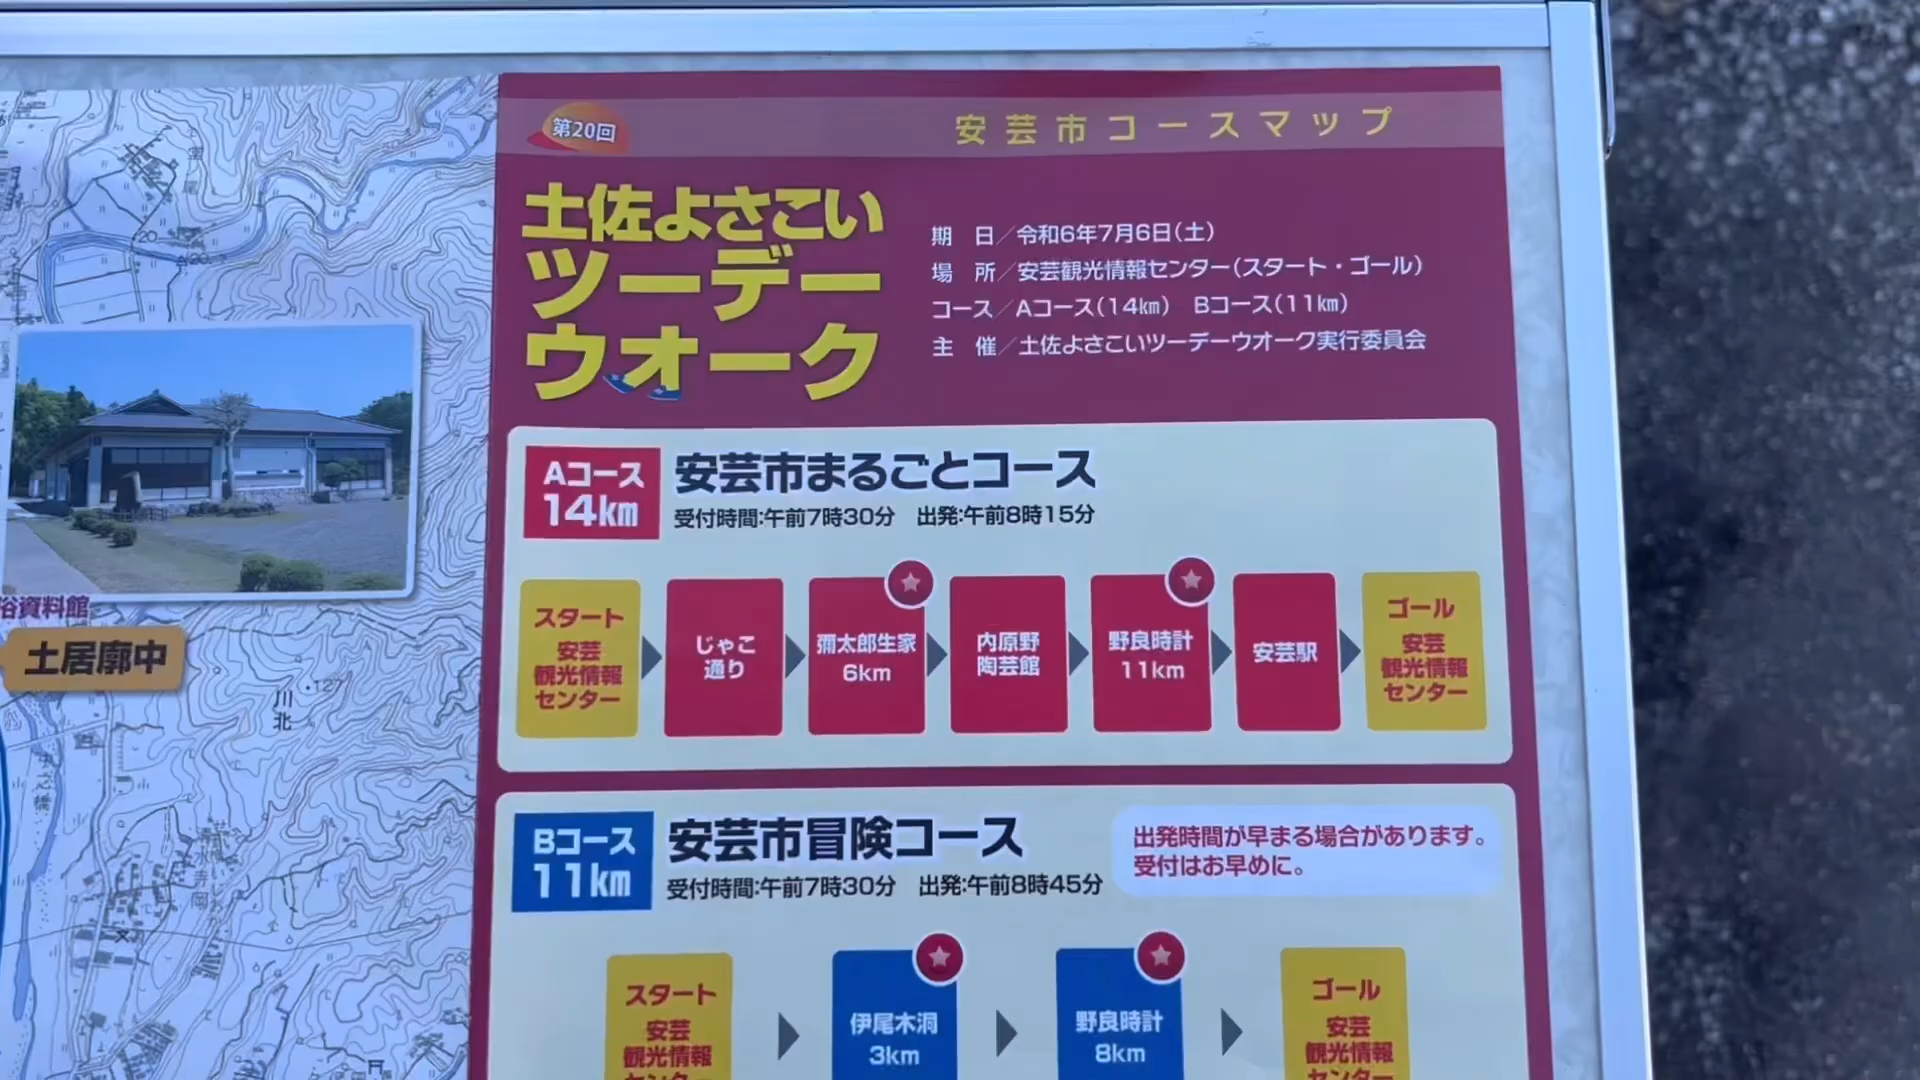 第20回
安芸市コースマップ
土佐よさこい
ツーデー
ウオーク
期　日／令和6年7月6日(土)
場　所／安芸観光情報センター(スタート・ゴール)
コース／Aコース(14㎞)　Bコース(11㎞)
主　催／土佐よさこいツーデーウオーク実行委員会
Aコース
14㎞
安芸市まるごとコース
受付時間:午前7時30分　出発:午前8時15分
スタート
安芸
観光情報
センター
じゃこ
通り
彌太郎生家
6km
内原野
陶芸館
野良時計
11km
安芸駅
ゴール
安芸
観光情報
センター
俗資料館
土居廓中
川北
127
20
Bコース
11㎞
安芸市冒険コース
受付時間:午前7時30分　出発:午前8時45分
出発時間が早まる場合があります。
受付はお早めに。
スタート
安芸
観光情報
センター
伊尾木洞
3km
野良時計
8km
ゴール
安芸
観光情報
センター